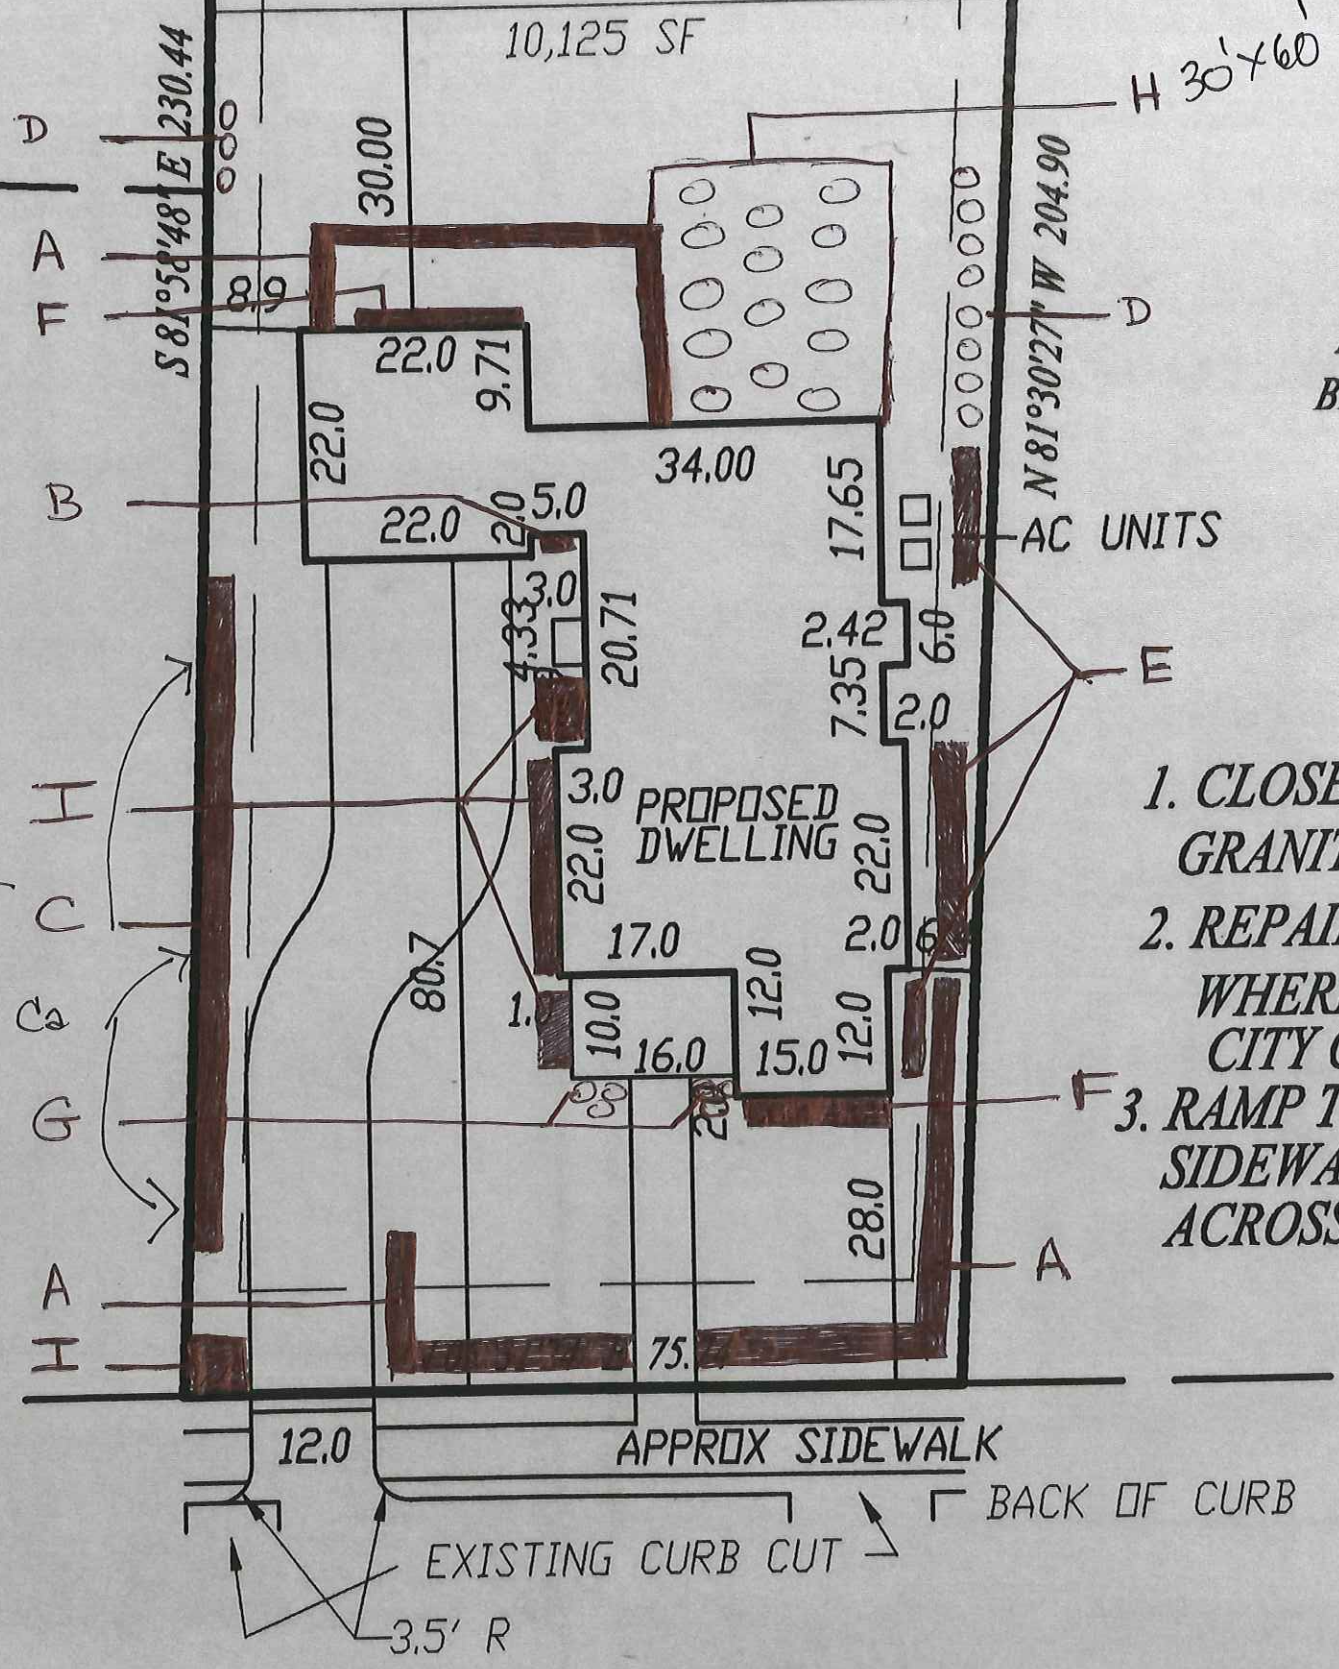 10,125 SF
H 30'x60'
D
S 81°58'48" E 230.44
30.00
N 81°30'27" W 204.90
A
8.9
F
D
22.0
9.71
B
22.0
34.00
17.65
B
5.0
2.0
22.0
AC UNITS
3.0
4.33
20.71
2.42
6.0
E
7.35
2.0
I
3.0
PROPOSED
DWELLING
22.0
22.0
1. CLOSE
GRANIT
C
17.0
2.0
6
2. REPAI
80.7
12.0
WHER
Ca
1.0
10.0
12.0
CITY
16.0
15.0
G
F
3. RAMP T
SIDEWA
28.0
ACROSS
A
A
I
75.
12.0
APPROX SIDEWALK
BACK OF CURB
EXISTING CURB CUT
3.5' R